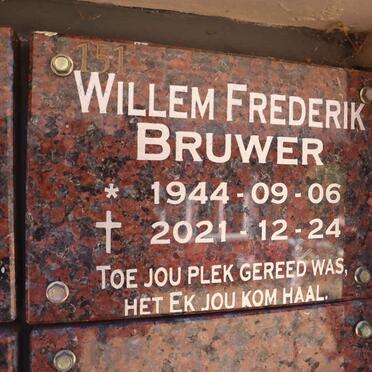 151
WILLEM FREDERIK
BRUWER
* 1944 - 09 - 06
† 2021 - 12 - 24
TOE JOU PLEK GEREED WAS,
HET EK JOU KOM HAAL.